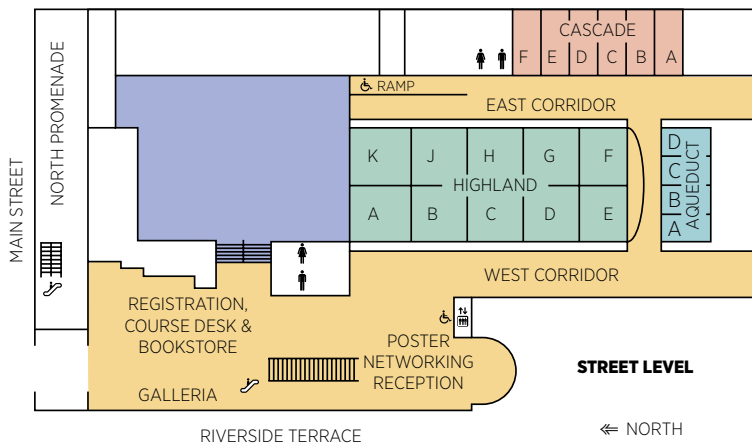 CASCADE
F E D C B A
RAMP
EAST CORRIDOR
NORTH PROMENADE
MAIN STREET
K J H G F
HIGHLAND
A B C D E
D
C
B
A
AQUEDUCT
WEST CORRIDOR
REGISTRATION,
COURSE DESK &
BOOKSTORE
POSTER
NETWORKING
RECEPTION
GALLERIA
STREET LEVEL
NORTH
RIVERSIDE TERRACE